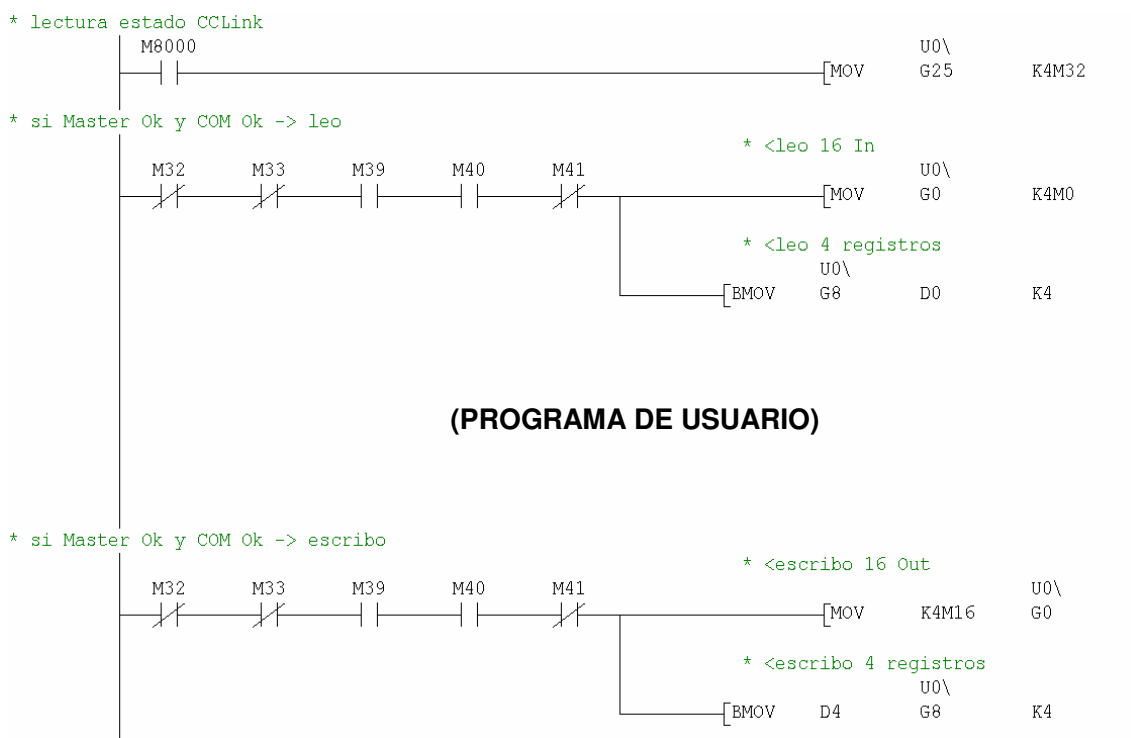 * lectura estado CCLink
M8000 U0\
[MOV G25 K4M32
* si Master Ok y COM Ok -> leo
* <leo 16 In
M32 M33 M39 M40 M41 U0\
[MOV G0 K4M0
* <leo 4 registros
U0\
[BMOV G8 D0 K4
(PROGRAMA DE USUARIO)
* si Master Ok y COM Ok -> escribo
* <escribo 16 Out
M32 M33 M39 M40 M41 U0\
[MOV K4M16 G0
* <escribo 4 registros
U0\
[BMOV D4 G8 K4